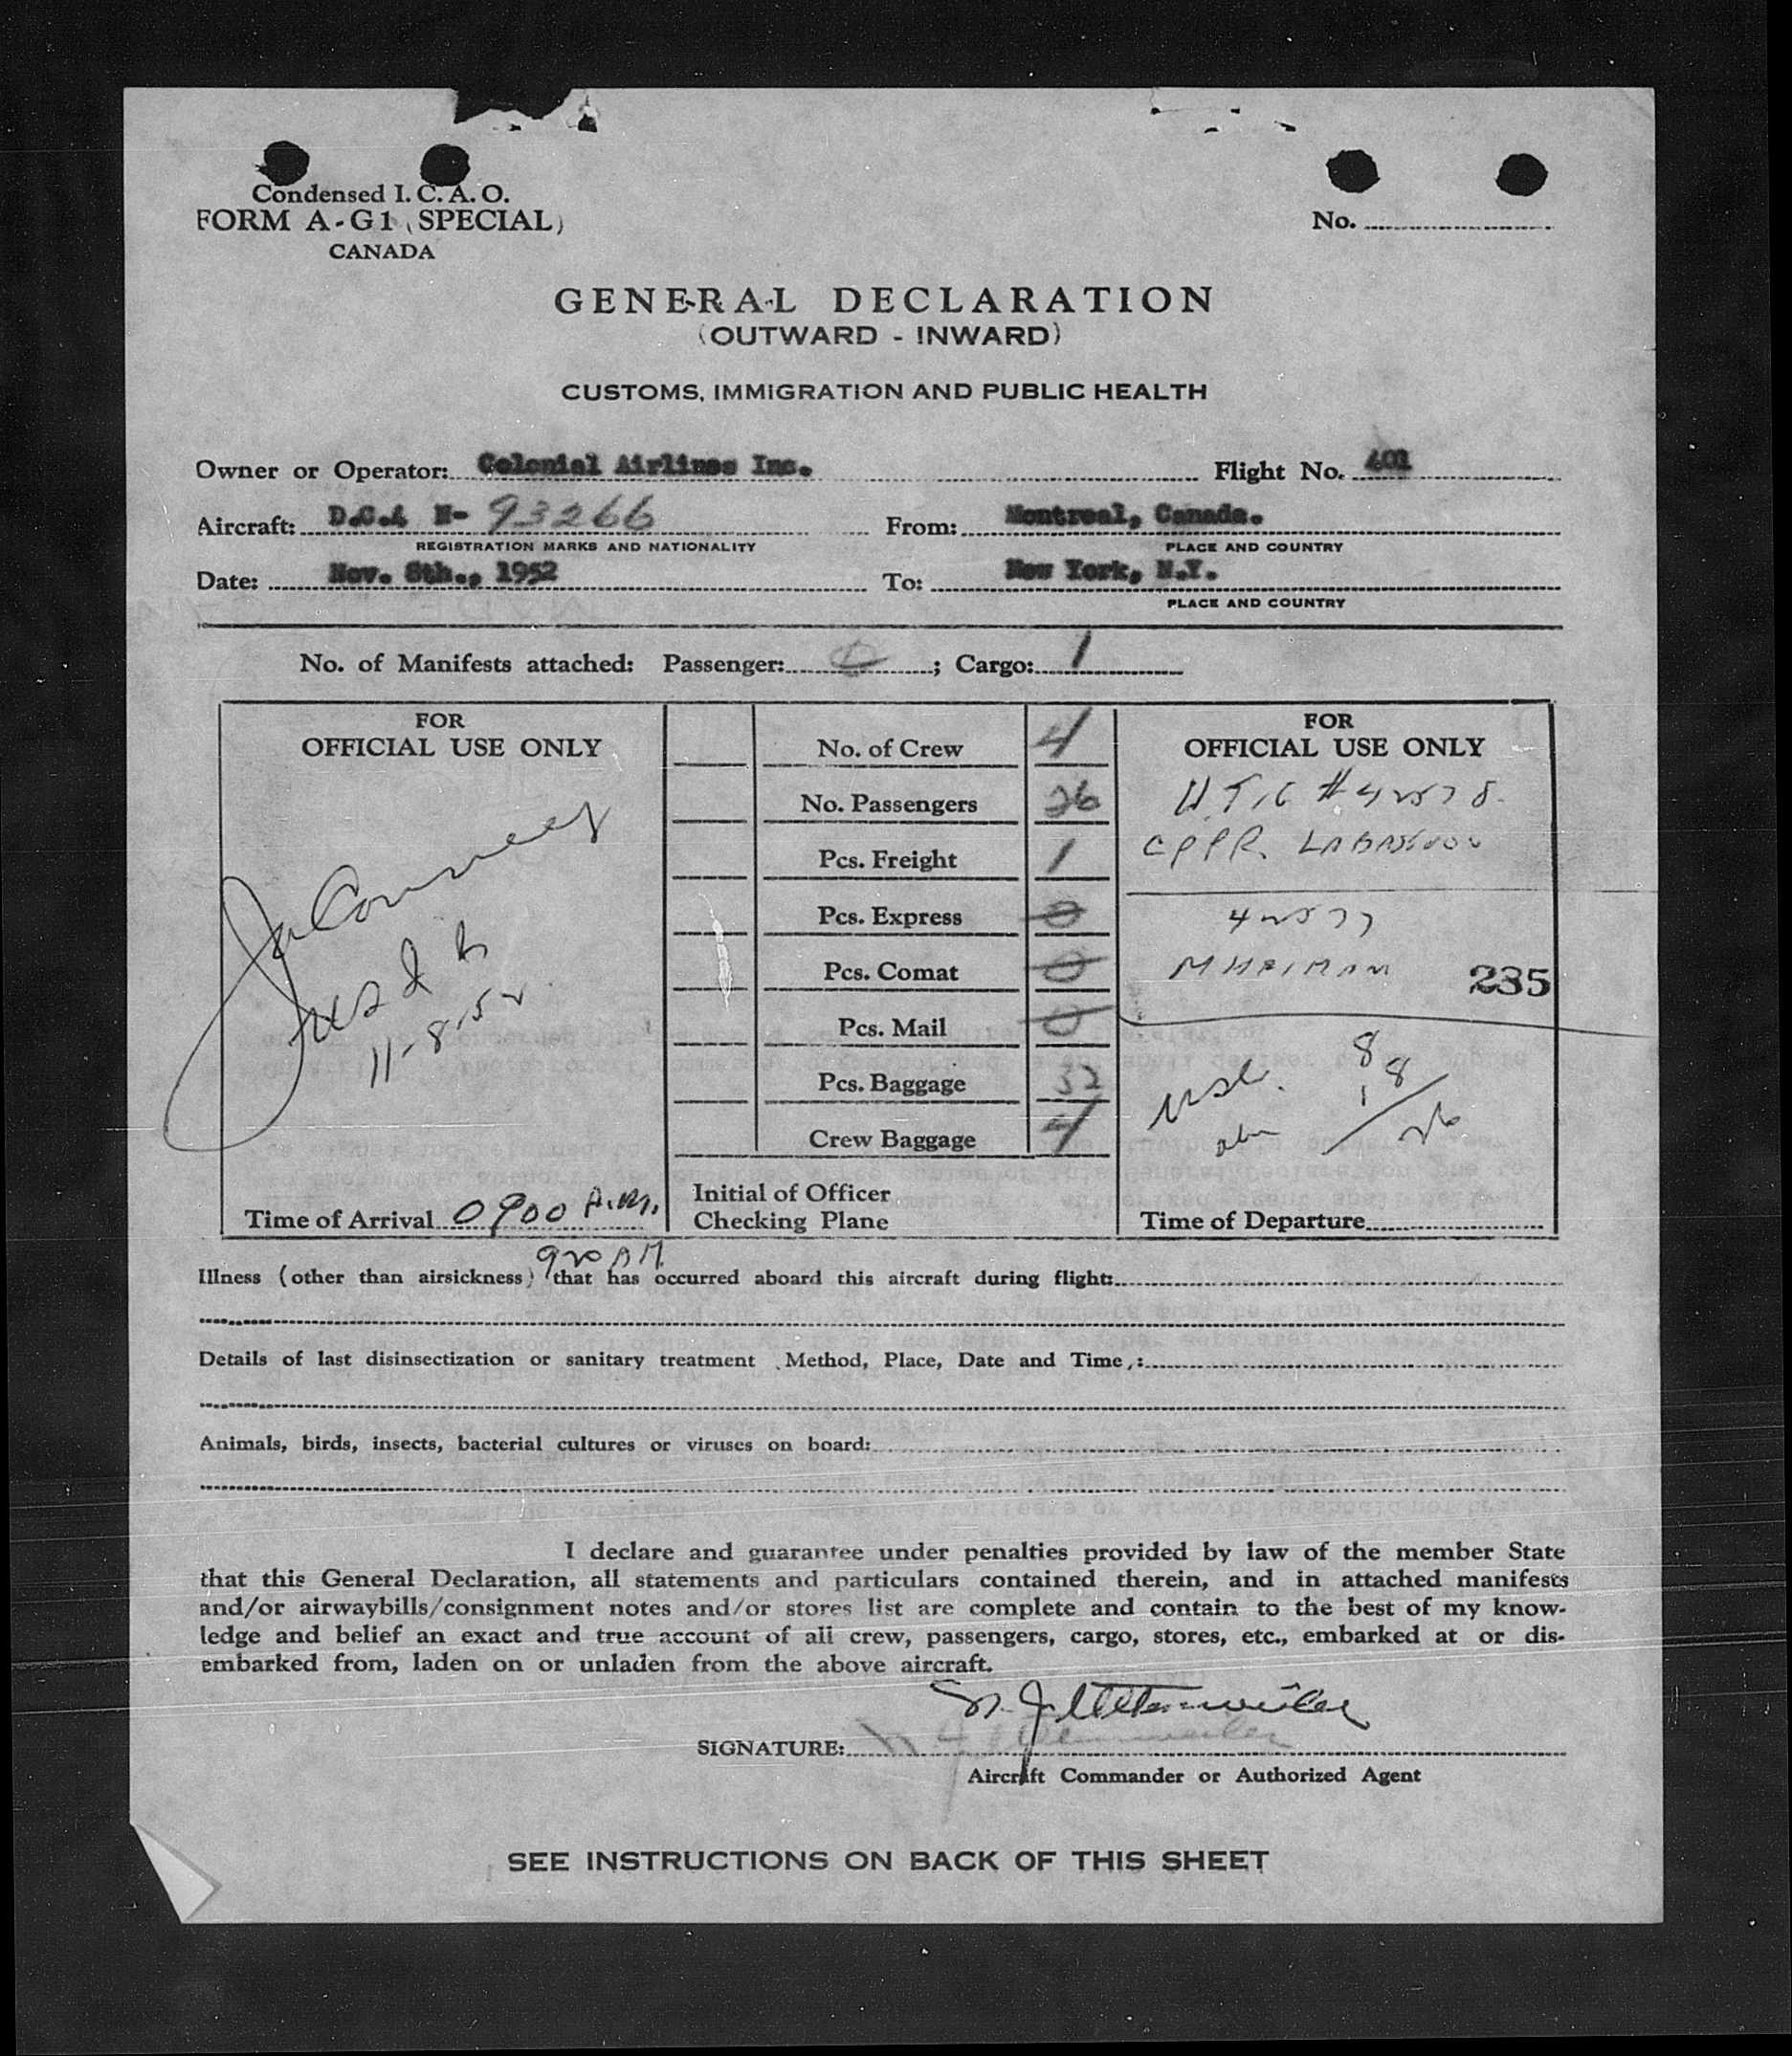 Condensed I.C.A.O.
FORM A-G1 (SPECIAL)
CANADA
No.
GENERAL DECLARATION
(OUTWARD - INWARD)
CUSTOMS, IMMIGRATION AND PUBLIC HEALTH
Owner or Operator: Colonial Airlines Inc. Flight No. 401
Aircraft: D.C.4 N- 93266 From: Montreal, Canada.
REGISTRATION MARKS AND NATIONALITY PLACE AND COUNTRY
Date: Nov. 8th., 1952 To: New York, N.Y.
PLACE AND COUNTRY
No. of Manifests attached: Passenger: 0; Cargo: 1
FOR
OFFICIAL USE ONLY
11-8-52
Time of Arrival 0900 A.M.
920 AM
No. of Crew 4
No. Passengers 26
Pcs. Freight 1
Pcs. Express 0
Pcs. Comat 0
Pcs. Mail 0
Pcs. Baggage 32
Crew Baggage 4
Initial of Officer
Checking Plane
FOR
OFFICIAL USE ONLY
#42578
42577
235
8
8
26
Time of Departure
Illness (other than airsickness) that has occurred aboard this aircraft during flight:
Details of last disinsectization or sanitary treatment (Method, Place, Date and Time):
Animals, birds, insects, bacterial cultures or viruses on board:
I declare and guarantee under penalties provided by law of the member State
that this General Declaration, all statements and particulars contained therein, and in attached manifests
and/or airwaybills/consignment notes and/or stores list are complete and contain to the best of my know-
ledge and belief an exact and true account of all crew, passengers, cargo, stores, etc., embarked at or dis-
embarked from, laden on or unladen from the above aircraft.
SIGNATURE:
Aircraft Commander or Authorized Agent
SEE INSTRUCTIONS ON BACK OF THIS SHEET